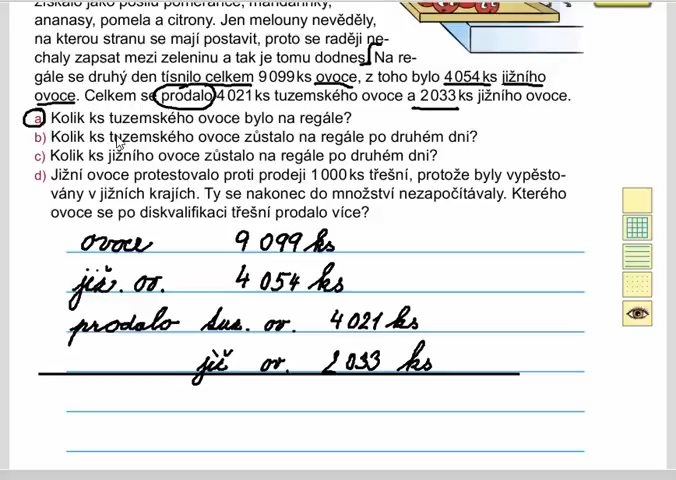 získalo jako posilu pomeranče, mandarinky,
ananasy, pomela a citrony. Jen melouny nevěděly,
na kterou stranu se mají postavit, proto se raději ne-
chaly zapsat mezi zeleninu a tak je tomu dodnes. Na re-
gále se druhý den tísnilo celkem 9 099 ks ovoce, z toho bylo 4 054 ks jižního
ovoce. Celkem se prodalo 4 021 ks tuzemského ovoce a 2 033 ks jižního ovoce.
a) Kolik ks tuzemského ovoce bylo na regále?
b) Kolik ks tuzemského ovoce zůstalo na regále po druhém dni?
c) Kolik ks jižního ovoce zůstalo na regále po druhém dni?
d) Jižní ovoce protestovalo proti prodeji 1 000 ks třešní, protože byly vypěsto-
vány v jižních krajích. Ty se nakonec do množství nezapočítávaly. Kterého
ovoce se po diskvalifikaci třešní prodalo více?
ovoce 9 099 ks
již. ov. 4 054 ks
prodalo ov. 4 021 ks
již ov. 2 033 ks